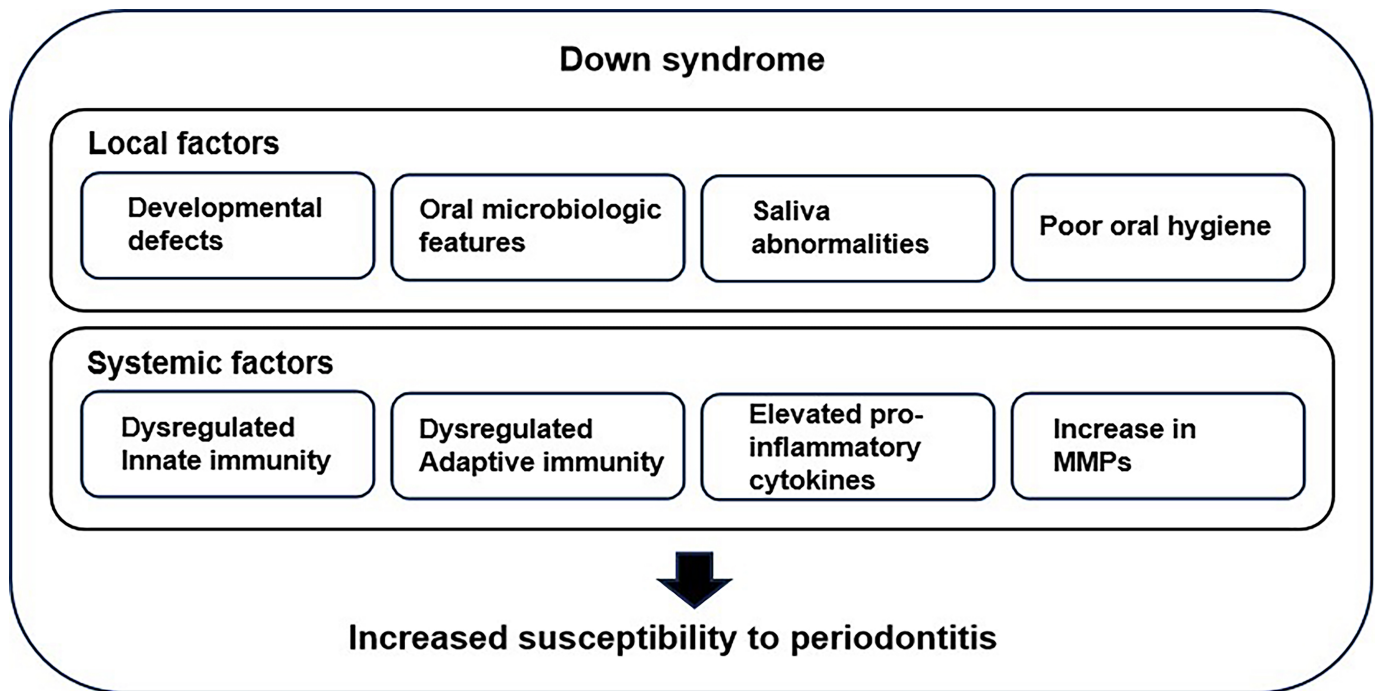 Down syndrome
Local factors
Developmental
defects
Oral microbiologic
features
Saliva
abnormalities
Poor oral hygiene
Systemic factors
Dysregulated
Innate immunity
Dysregulated
Adaptive immunity
Elevated pro-
inflammatory
cytokines
Increase in
MMPs
Increased susceptibility to periodontitis